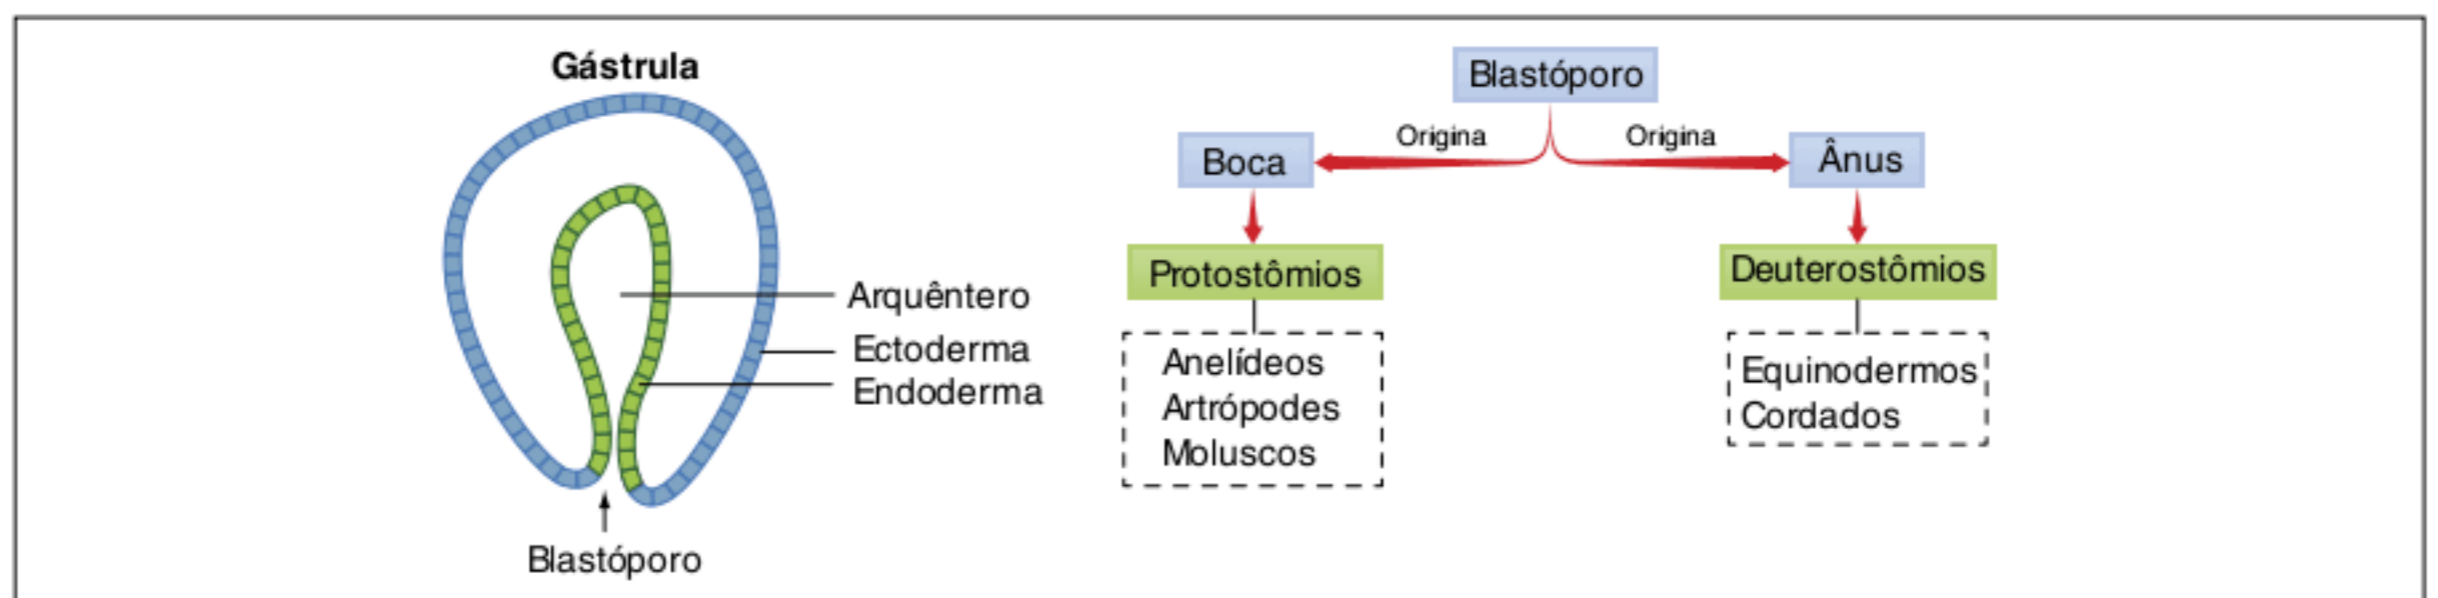 Gástrula
Arquêntero
Ectoderma
Endoderma
Blastóporo
Blastóporo
Origina
Origina
Boca
Ânus
Protostômios
Deuterostômios
Anelídeos
Artrópodes
Moluscos
Equinodermos
Cordados